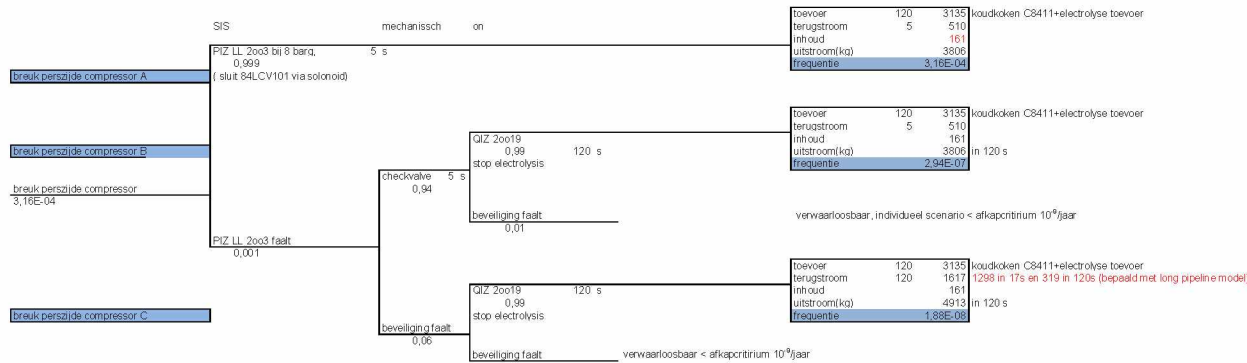 SIS mechanissch on
toevoer 120 3135 koudkoken C8411+electrolyse toevoer
terugstroom 5 510
inhoud 161
uitstroom(kg) 3806
frequentie 3,16E-04
PIZ LL 2oo3 bij 8 barg, 5 s
0,999
( sluit 84LCV101 via solonoid)
breuk perszijde compressor A
toevoer 120 3135 koudkoken C8411+electrolyse toevoer
terugstroom 5 510
inhoud 161
uitstroom(kg) 3806 in 120 s
frequentie 2,94E-07
QIZ 2oo19
0,99 120 s
stop electrolysis
breuk perszijde compressor B
checkvalve 5 s
0,94
breuk perszijde compressor
3,16E-04
beveiliging faalt
0,01
verwaarloosbaar, individueel scenario < afkapcritirium 10⁻⁹/jaar
PIZ LL 2oo3 faalt
0,001
toevoer 120 3135 koudkoken C8411+electrolyse toevoer
terugstroom 120 1617 1298 in 17s en 319 in 120s (bepaald met long pipeline model)
inhoud 161
uitstroom(kg) 4913 in 120 s
frequentie 1,88E-08
QIZ 2oo19 120 s
0,99
stop electrolysis
breuk perszijde compressor C
beveiliging faalt
0,06
beveiliging faalt
verwaarloosbaar < afkapcritirium 10⁻⁹/jaar